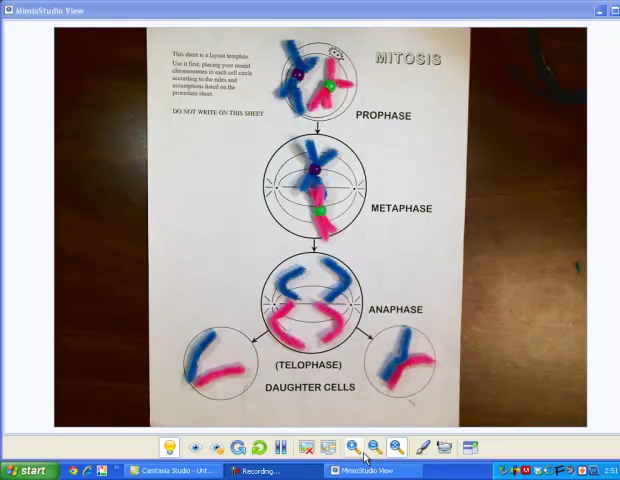 MimioStudio View
This sheet is a layout template.
MITOSIS
Use it first, placing your model
chromosomes in each cell circle
according to the rules and
assumptions listed on the
procedure sheet.
DO NOT WRITE ON THIS SHEET
PROPHASE
METAPHASE
ANAPHASE
(TELOPHASE)
DAUGHTER CELLS
start
Camtasia Studio - Unt...
Recording...
MimioStudio View
2:51